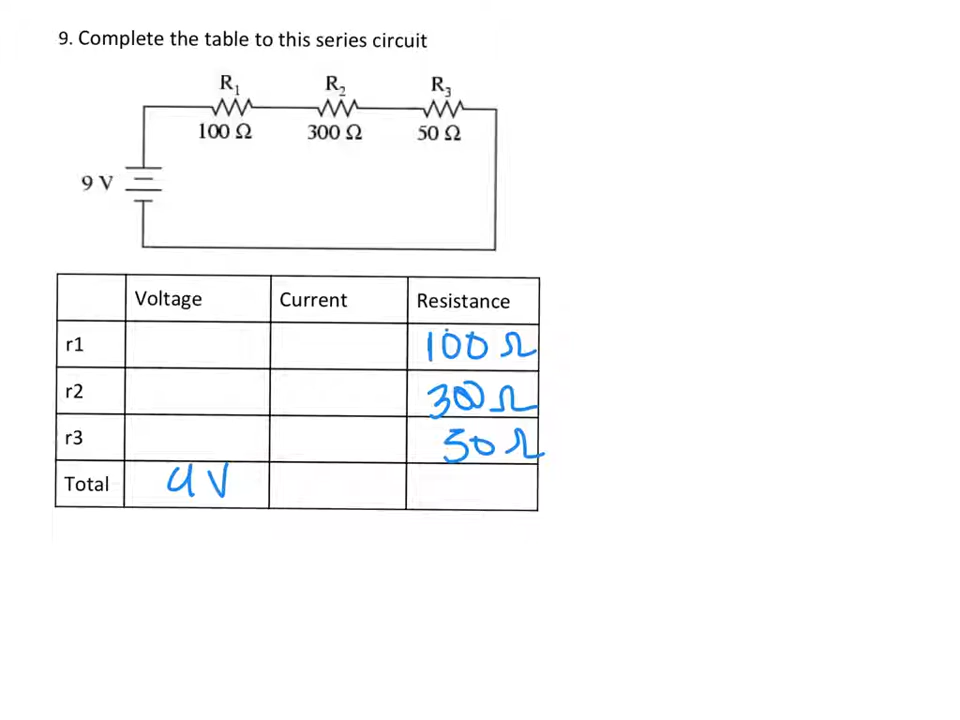 9. Complete the table to this series circuit
R₁ R₂ R₃
100 Ω 300 Ω 50 Ω
9 V
Voltage Current Resistance
r1 100 Ω
r2 300 Ω
r3 50 Ω
Total 9 V